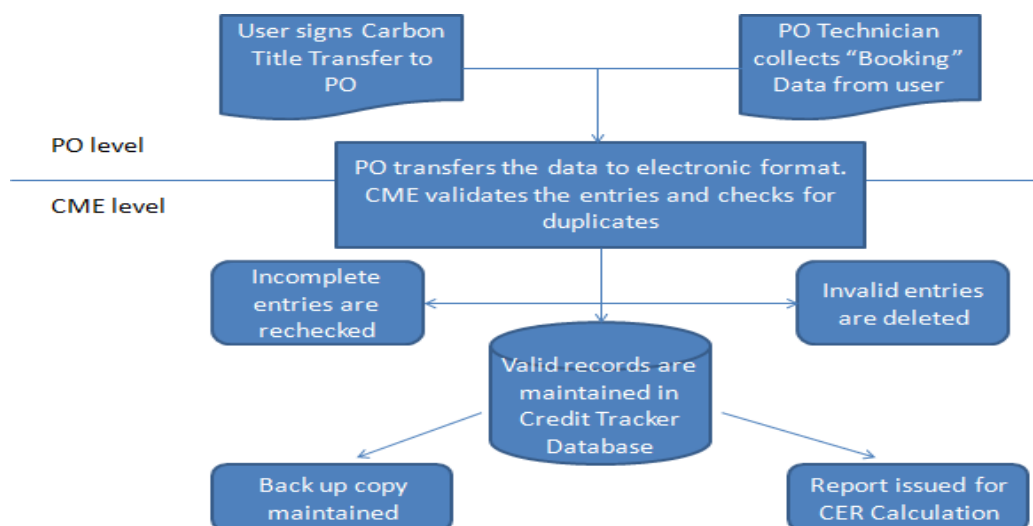 User signs Carbon
Title Transfer to
PO
PO Technician
collects “Booking”
Data from user
PO level
PO transfers the data to electronic format.
CME validates the entries and checks for
duplicates
CME level
Incomplete
entries are
rechecked
Invalid entries
are deleted
Valid records are
maintained in
Credit Tracker
Database
Back up copy
maintained
Report issued for
CER Calculation